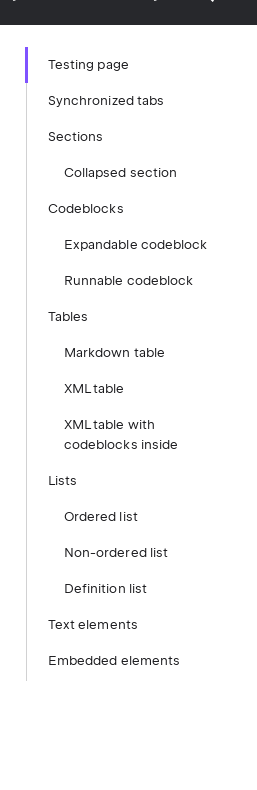 Testing page
Synchronized tabs
Sections
Collapsed section
Codeblocks
Expandable codeblock
Runnable codeblock
Tables
Markdown table
XML table
XML table with
codeblocks inside
Lists
Ordered list
Non-ordered list
Definition list
Text elements
Embedded elements